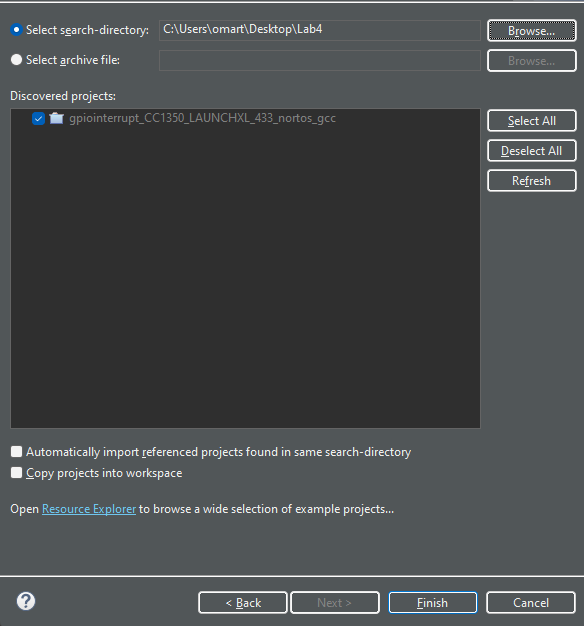 Select search-directory: C:\Users\omart\Desktop\Lab4 Browse...
Select archive file: Browse...
Discovered projects:
gpiointerrupt_CC1350_LAUNCHXL_433_nortos_gcc
Select All
Deselect All
Refresh
Automatically import referenced projects found in same search-directory
Copy projects into workspace
Open Resource Explorer to browse a wide selection of example projects...
? < Back Next > Finish Cancel